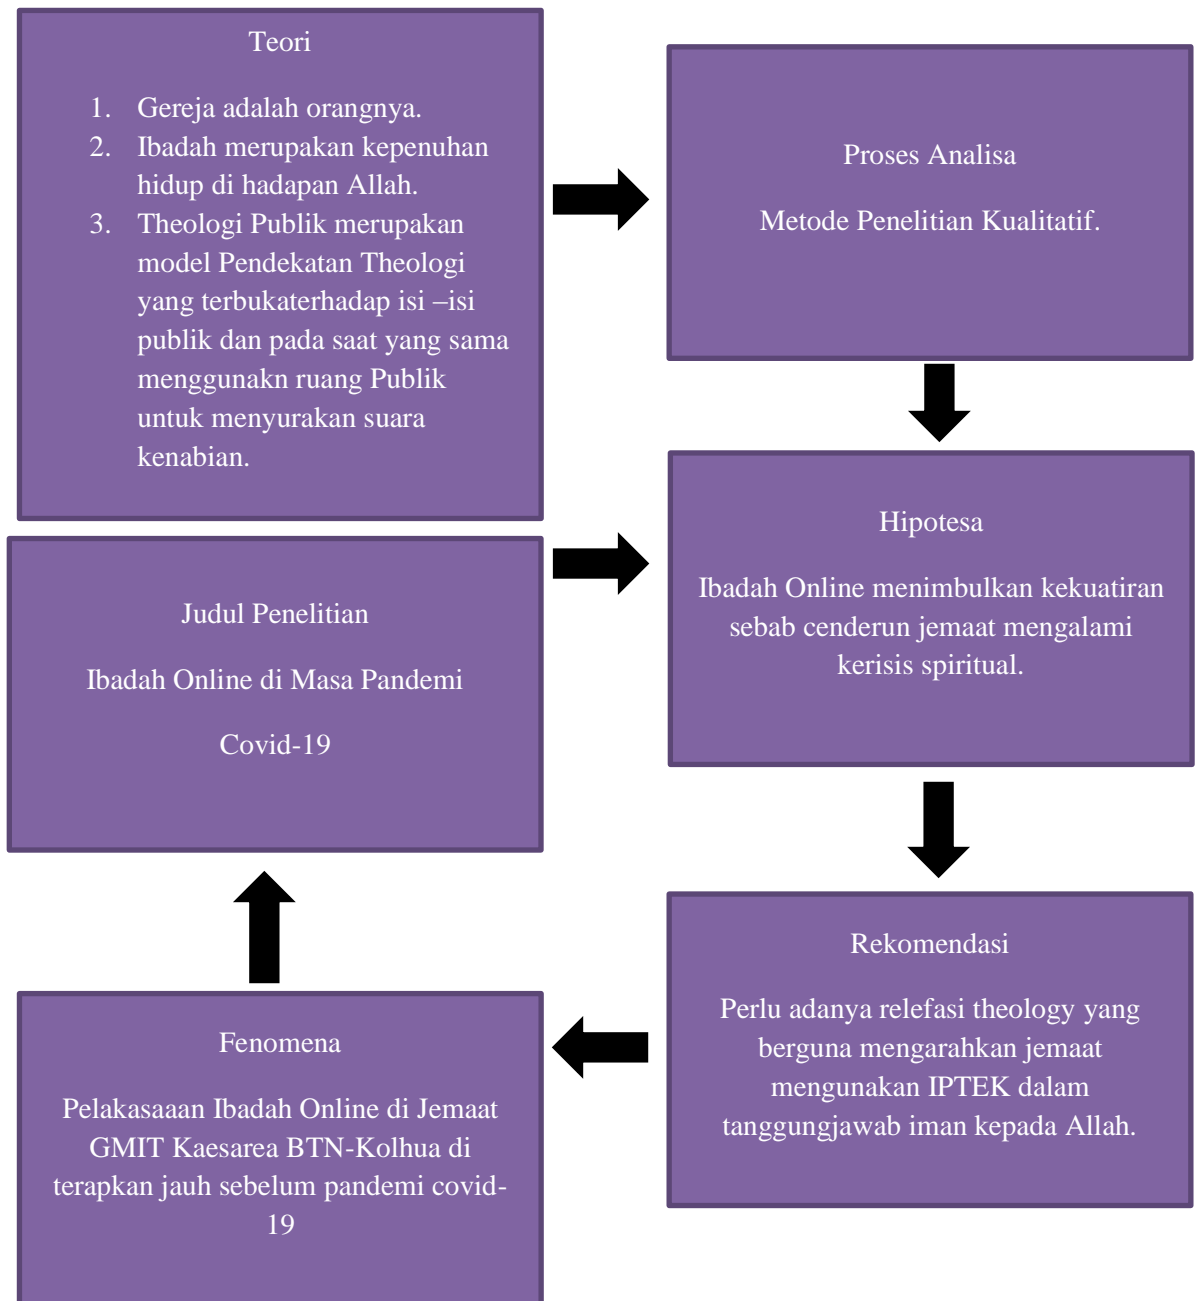 Teori
1. Gereja adalah orangnya.
2. Ibadah merupakan kepenuhan
hidup di hadapan Allah.
3. Theologi Publik merupakan
model Pendekatan Theologi
yang terbukaterhadap isi –isi
publik dan pada saat yang sama
menggunakn ruang Publik
untuk menyurakan suara
kenabian.
Proses Analisa
Metode Penelitian Kualitatif.
Judul Penelitian
Ibadah Online di Masa Pandemi
Covid-19
Hipotesa
Ibadah Online menimbulkan kekuatiran
sebab cenderun jemaat mengalami
kerisis spiritual.
Fenomena
Pelakasaaan Ibadah Online di Jemaat
GMIT Kaesarea BTN-Kolhua di
terapkan jauh sebelum pandemi covid-
19
Rekomendasi
Perlu adanya relefasi theology yang
berguna mengarahkan jemaat
mengunakan IPTEK dalam
tanggungjawab iman kepada Allah.